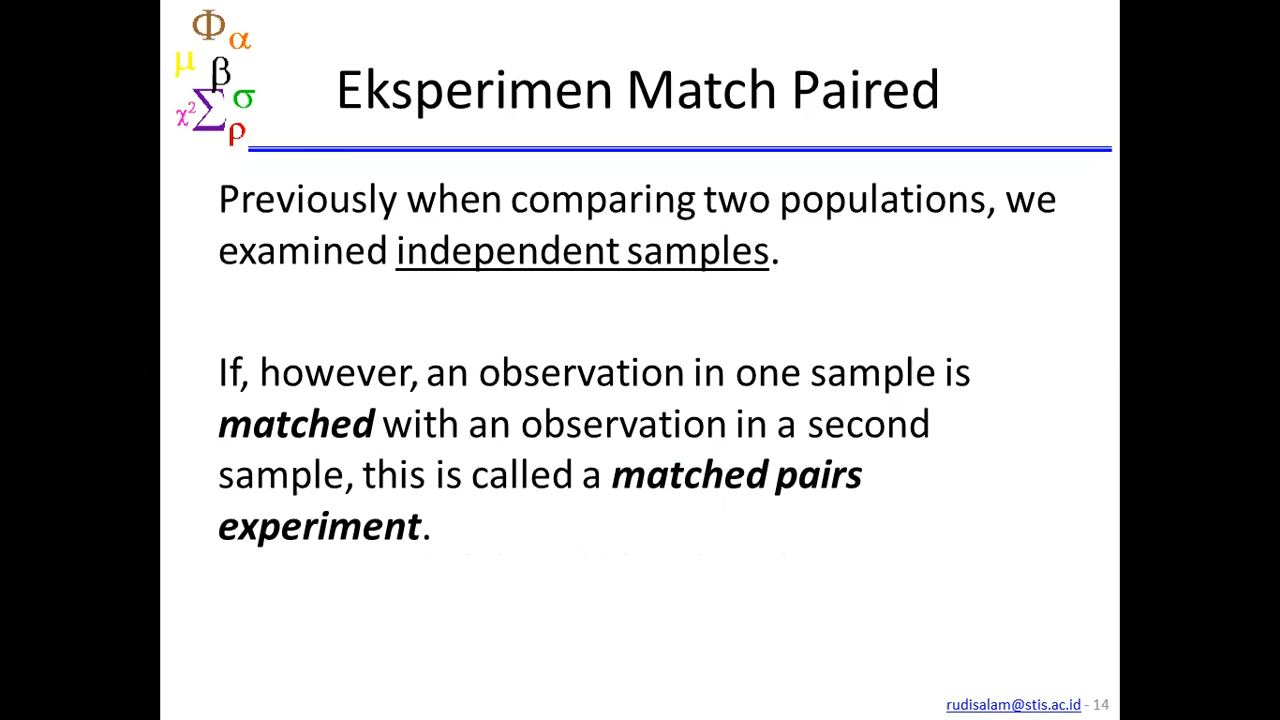 Φ α
μ β
χ² Σ σ
ρ
Eksperimen Match Paired
Previously when comparing two populations, we
examined independent samples.
If, however, an observation in one sample is
matched with an observation in a second
sample, this is called a matched pairs
experiment.
rudisalam@stis.ac.id - 14